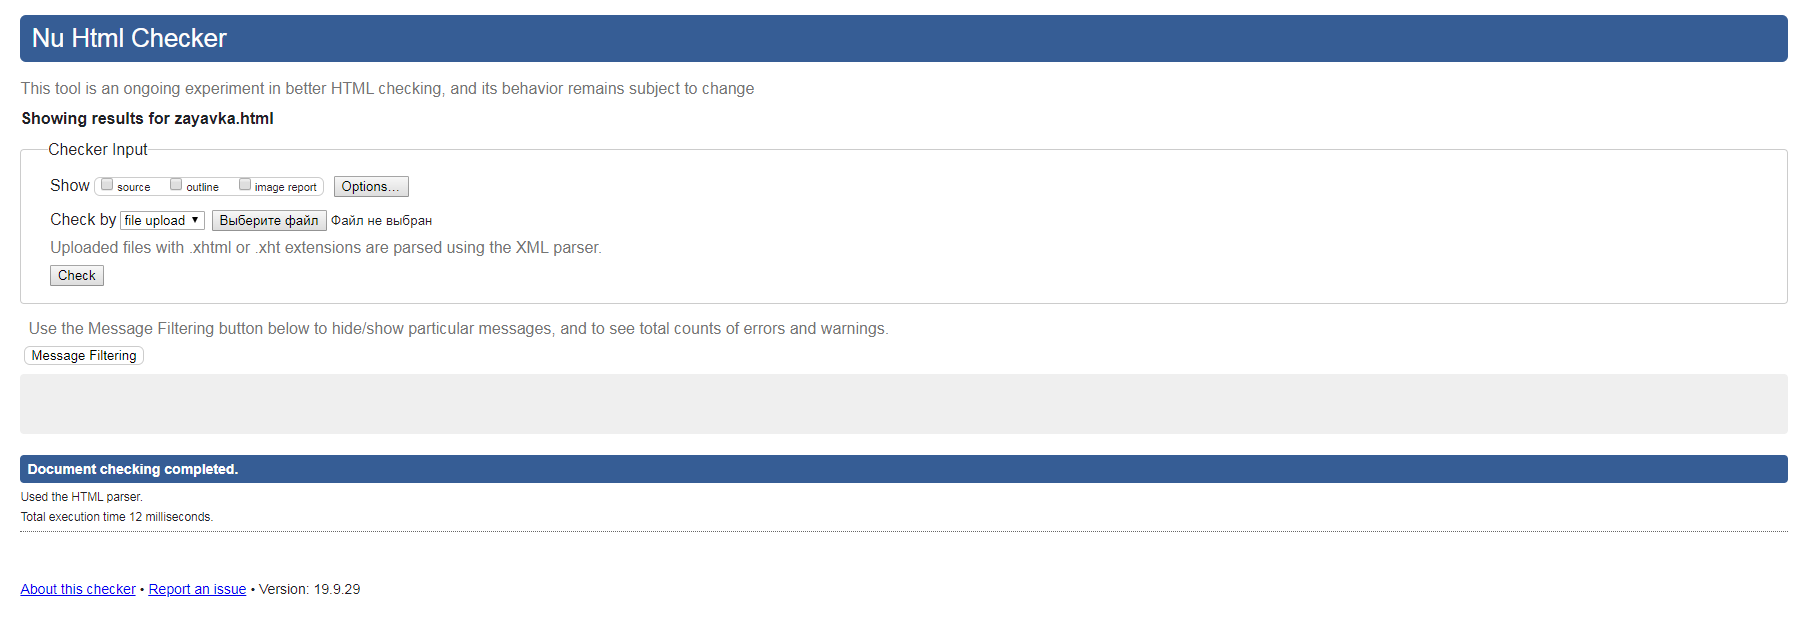 Nu Html Checker
This tool is an ongoing experiment in better HTML checking, and its behavior remains subject to change
Showing results for zayavka.html
Checker Input
Show source outline image report Options...
Check by file upload Выберите файл Файл не выбран
Uploaded files with .xhtml or .xht extensions are parsed using the XML parser.
Check
Use the Message Filtering button below to hide/show particular messages, and to see total counts of errors and warnings.
Message Filtering
Document checking completed.
Used the HTML parser.
Total execution time 12 milliseconds.
About this checker • Report an issue • Version: 19.9.29